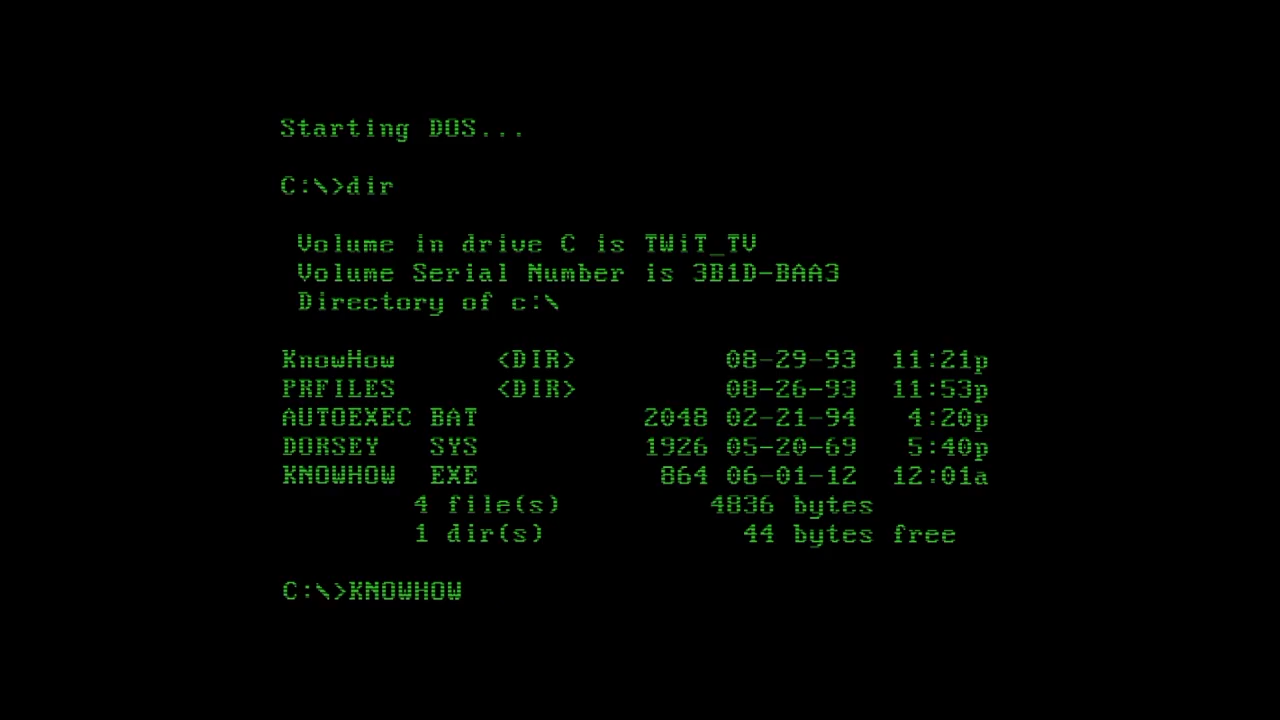 Starting DOS...
C:\>dir
Volume in drive C is TWiT_TV
Volume Serial Number is 3B1D-BAA3
Directory of c:\
KnowHow <DIR> 08-29-93 11:21p
PRFILES <DIR> 08-26-93 11:53p
AUTOEXEC BAT 2048 02-21-94 4:20p
DORSEY SYS 1926 05-20-69 5:40p
KNOWHOW EXE 864 06-01-12 12:01a
4 file(s) 4836 bytes
1 dir(s) 44 bytes free
C:\>KNOWHOW